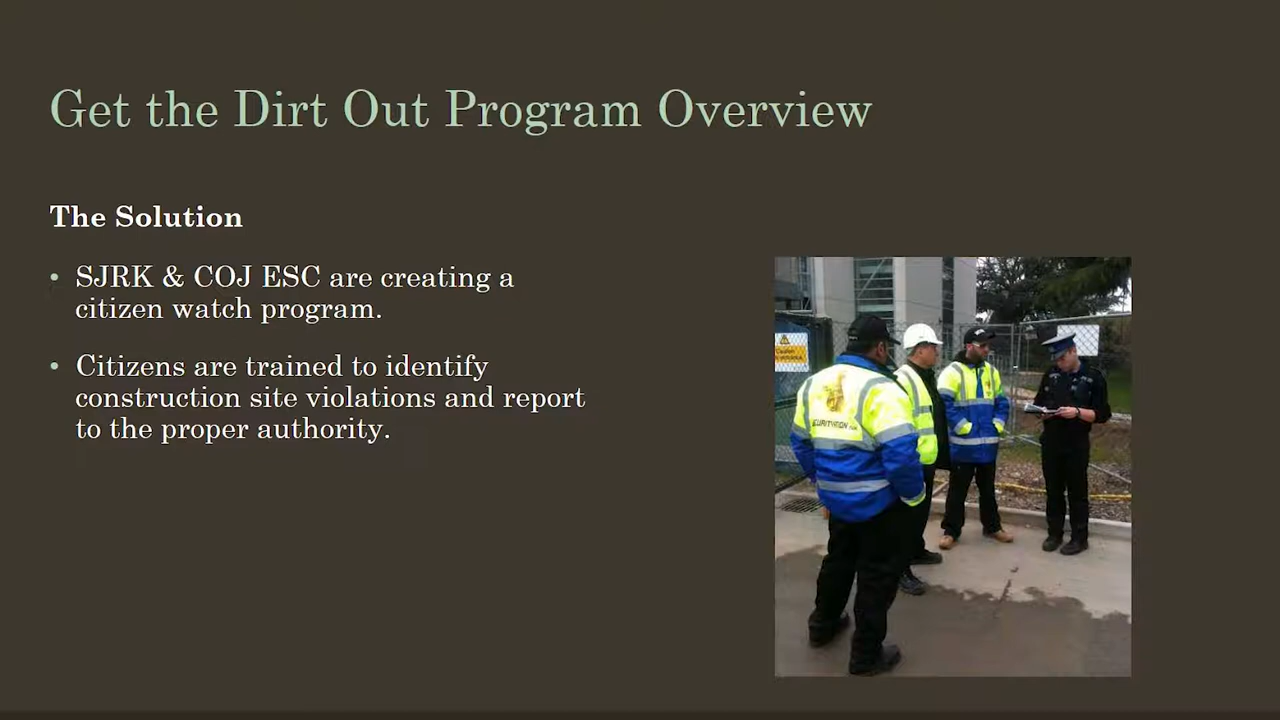 Get the Dirt Out Program Overview
The Solution
• SJRK & COJ ESC are creating a
citizen watch program.
• Citizens are trained to identify
construction site violations and report
to the proper authority.